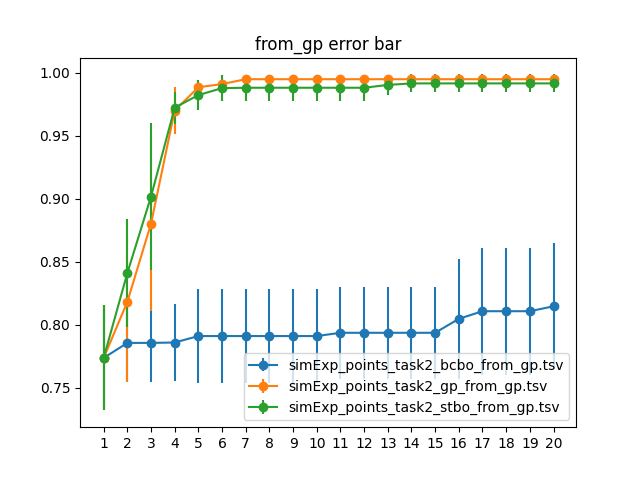 from_gp error bar
1.00
0.95
0.90
0.85
0.80
0.75
simExp_points_task2_bcbo_from_gp.tsv
simExp_points_task2_gp_from_gp.tsv
simExp_points_task2_stbo_from_gp.tsv
1 2 3 4 5 6 7 8 9 10 11 12 13 14 15 16 17 18 19 20